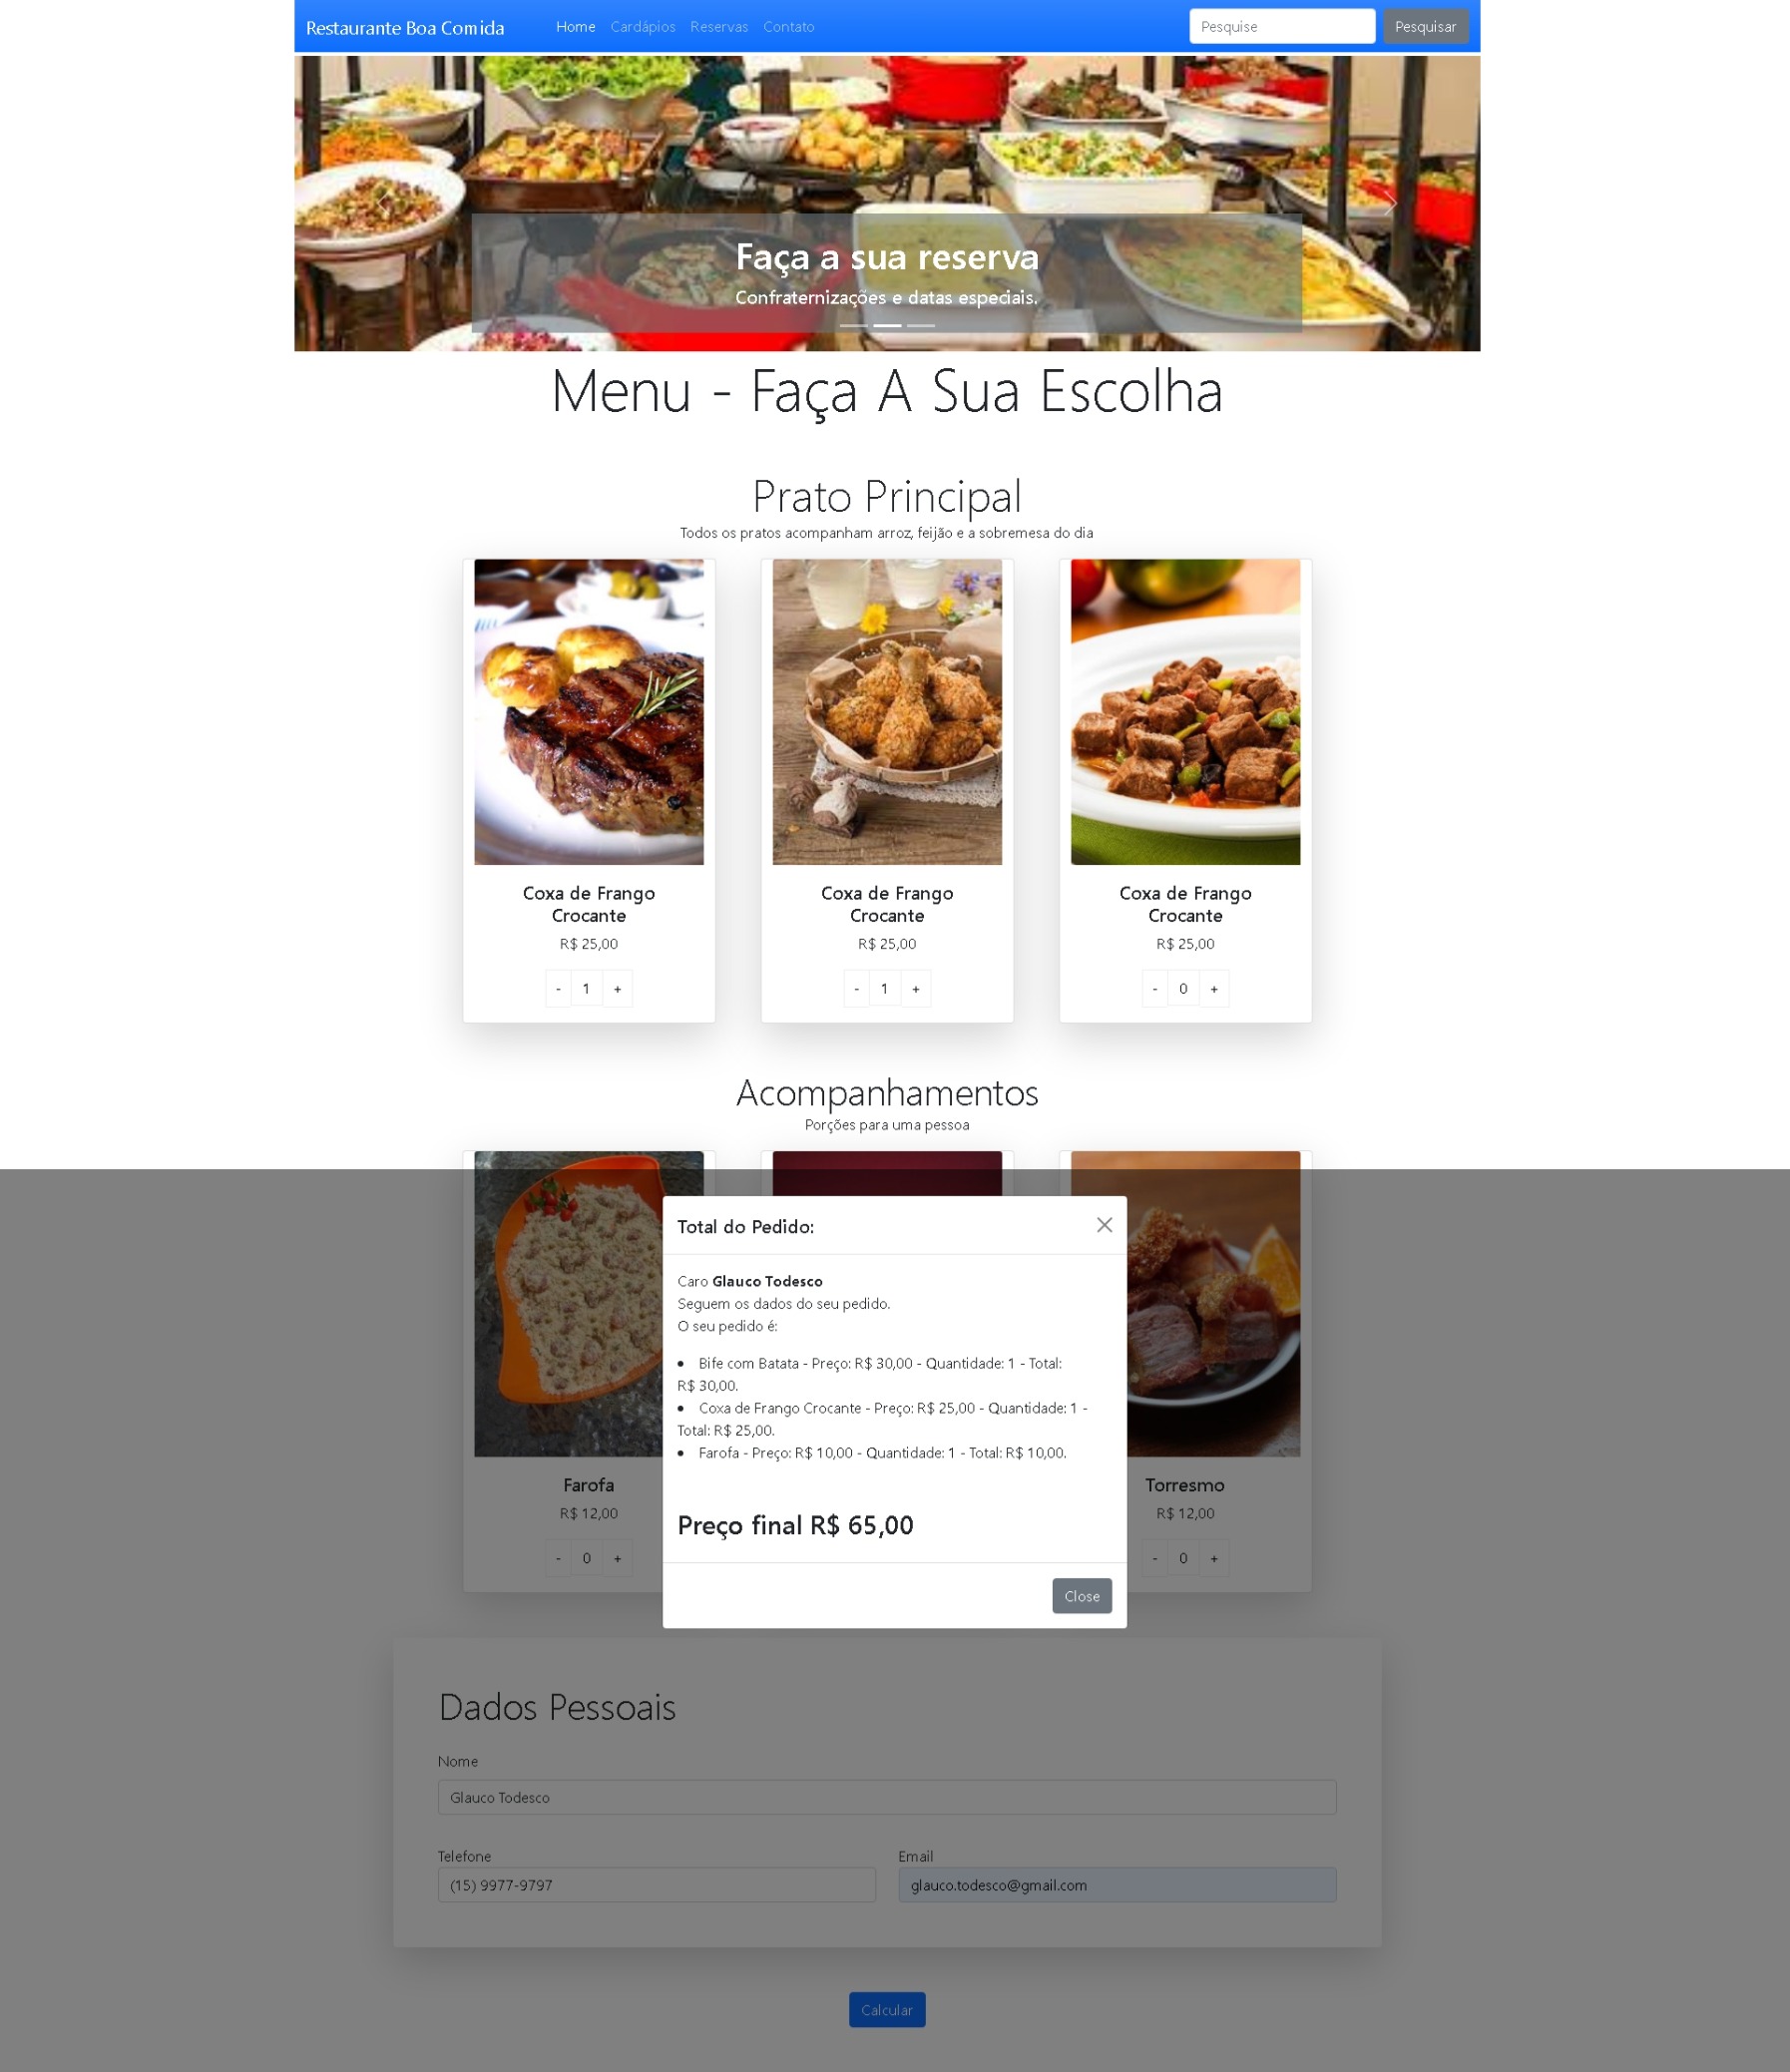 Restaurante Boa Comida
Home Cardápios Reservas Contato
Pesquise Pesquisar
Faça a sua reserva
Confraternizações e datas especiais.
Menu - Faça A Sua Escolha
Prato Principal
Todos os pratos acompanham arroz, feijão e a sobremesa do dia
Coxa de Frango
Crocante
R$ 25,00
- 1 +
Coxa de Frango
Crocante
R$ 25,00
- 1 +
Coxa de Frango
Crocante
R$ 25,00
- 0 +
Acompanhamentos
Porções para uma pessoa
Farofa
R$ 12,00
- 0 +
Torresmo
R$ 12,00
- 0 +
Total do Pedido:
Caro Glauco Todesco
Seguem os dados do seu pedido.
O seu pedido é:
• Bife com Batata - Preço: R$ 30,00 - Quantidade: 1 - Total:
R$ 30,00.
• Coxa de Frango Crocante - Preço: R$ 25,00 - Quantidade: 1 -
Total: R$ 25,00.
• Farofa - Preço: R$ 10,00 - Quantidade: 1 - Total: R$ 10,00.
Preço final R$ 65,00
Close
Dados Pessoais
Nome
Glauco Todesco
Telefone
(15) 9977-9797
Email
glauco.todesco@gmail.com
Calcular